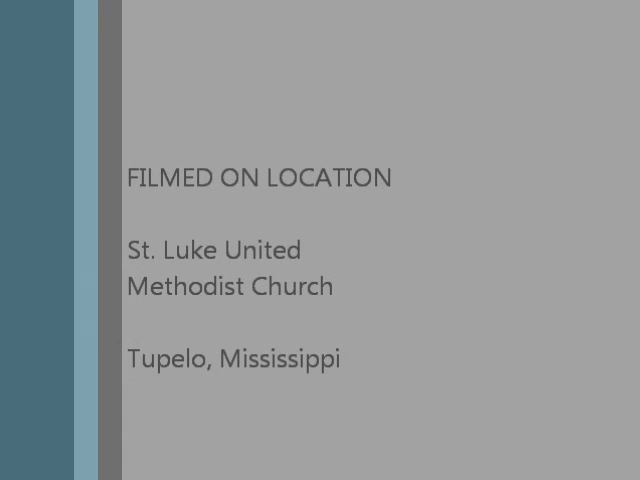 FILMED ON LOCATION
St. Luke United
Methodist Church
Tupelo, Mississippi